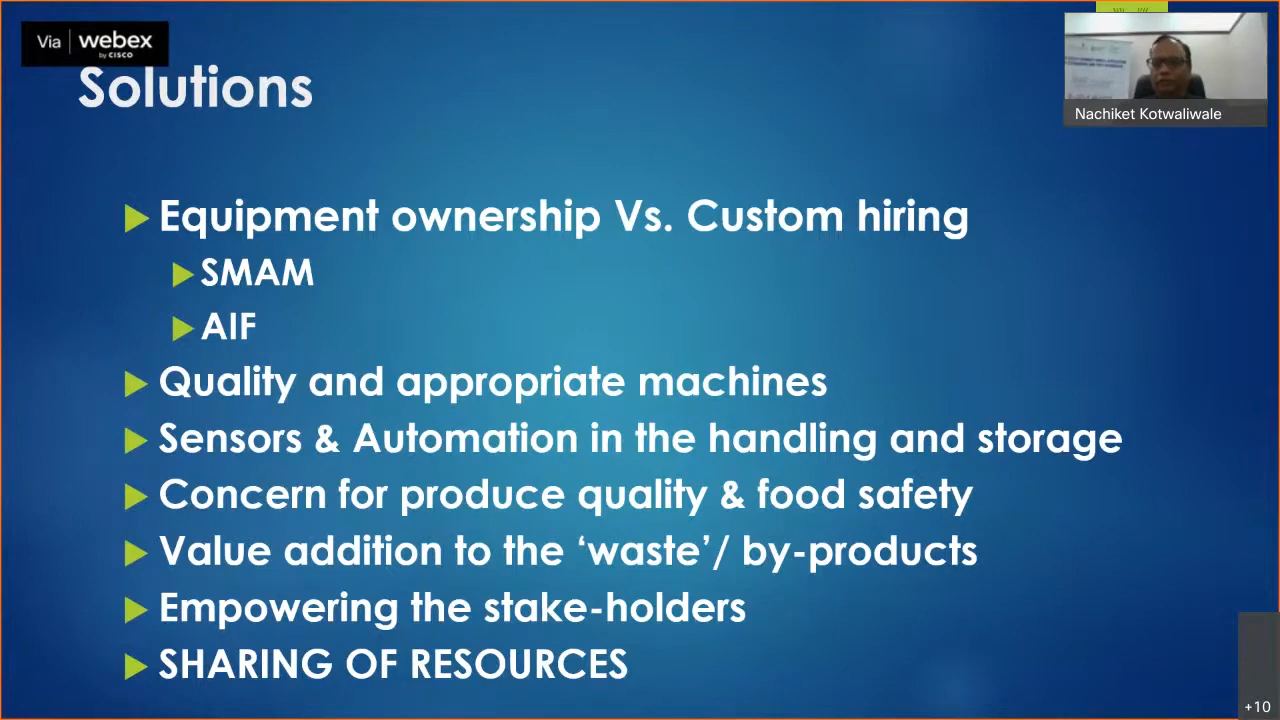 Via webex
by CISCO
Solutions
Nachiket Kotwaliwale
Equipment ownership Vs. Custom hiring
SMAM
AIF
Quality and appropriate machines
Sensors & Automation in the handling and storage
Concern for produce quality & food safety
Value addition to the ‘waste’/ by-products
Empowering the stake-holders
SHARING OF RESOURCES
+10